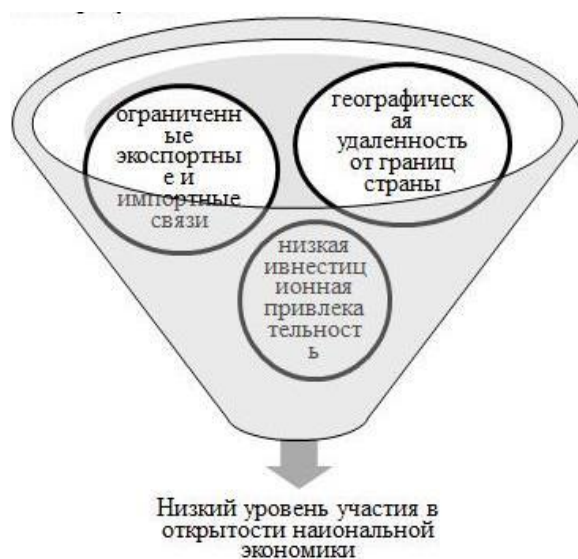 ограниченн
ые
экоспортны
е и
импортные
связи
географическ
ая
удаленность
от границ
страны
низкая
ивнестиц
ионная
привлека
тельност
ь
Низкий уровень участия в
открытости наиональной
экономики